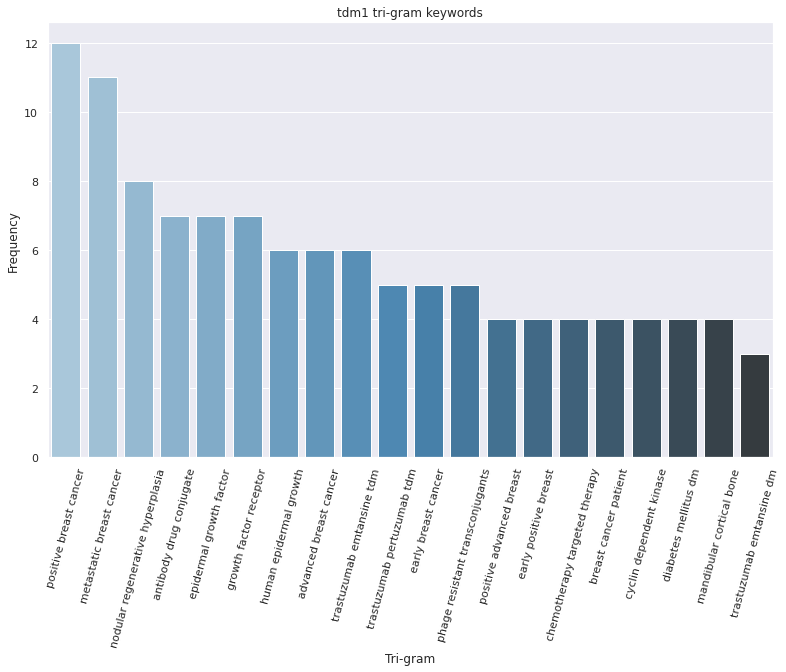 tdm1 tri-gram keywords
Frequency
12
10
8
6
4
2
0
positive breast cancer
metastatic breast cancer
nodular regenerative hyperplasia
antibody drug conjugate
epidermal growth factor
growth factor receptor
human epidermal growth
advanced breast cancer
trastuzumab emtansine tdm
trastuzumab pertuzumab tdm
early breast cancer
phage resistant transconjugants
positive advanced breast
early positive breast
chemotherapy targeted therapy
breast cancer patient
cyclin dependent kinase
diabetes mellitus dm
mandibular cortical bone
trastuzumab emtansine dm
Tri-gram